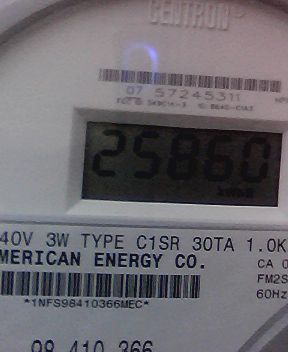 CENTRON
07 57245311
25860
40V 3W TYPE C1SR 30TA 1.0K
MERICAN ENERGY CO.
CA 0
FM2S
*1NFS98410366MEC*
60Hz
98 410 366